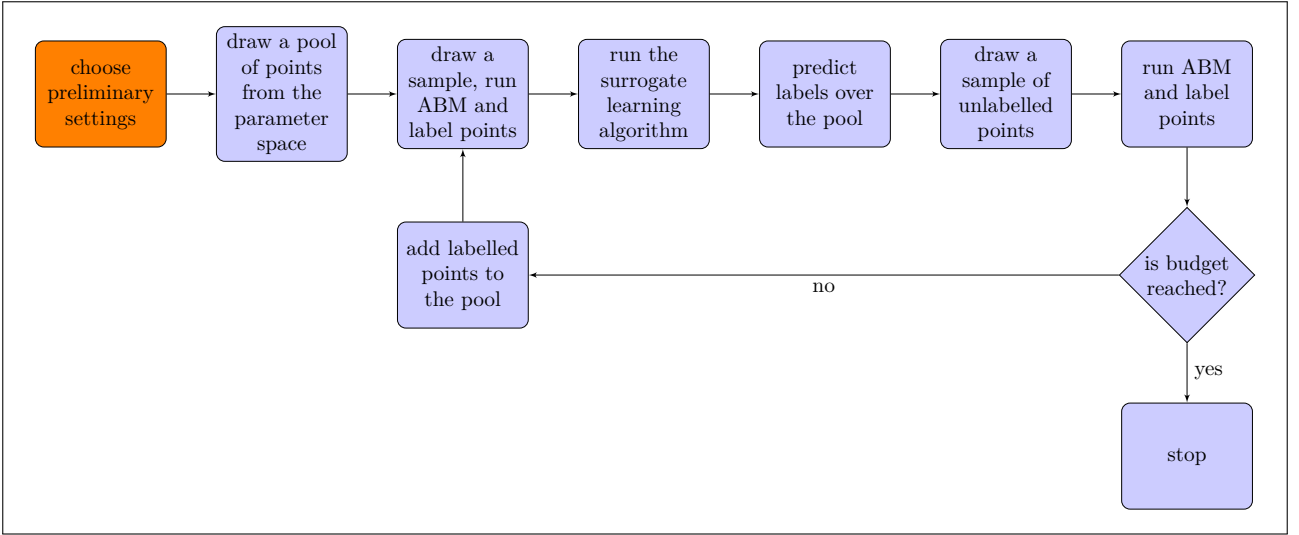 choose
preliminary
settings
draw a pool
of points
from the
parameter
space
draw a
sample, run
ABM and
label points
run the
surrogate
learning
algorithm
predict
labels over
the pool
draw a
sample of
unlabelled
points
run ABM
and label
points
add labelled
points to
the pool
no
is budget
reached?
yes
stop